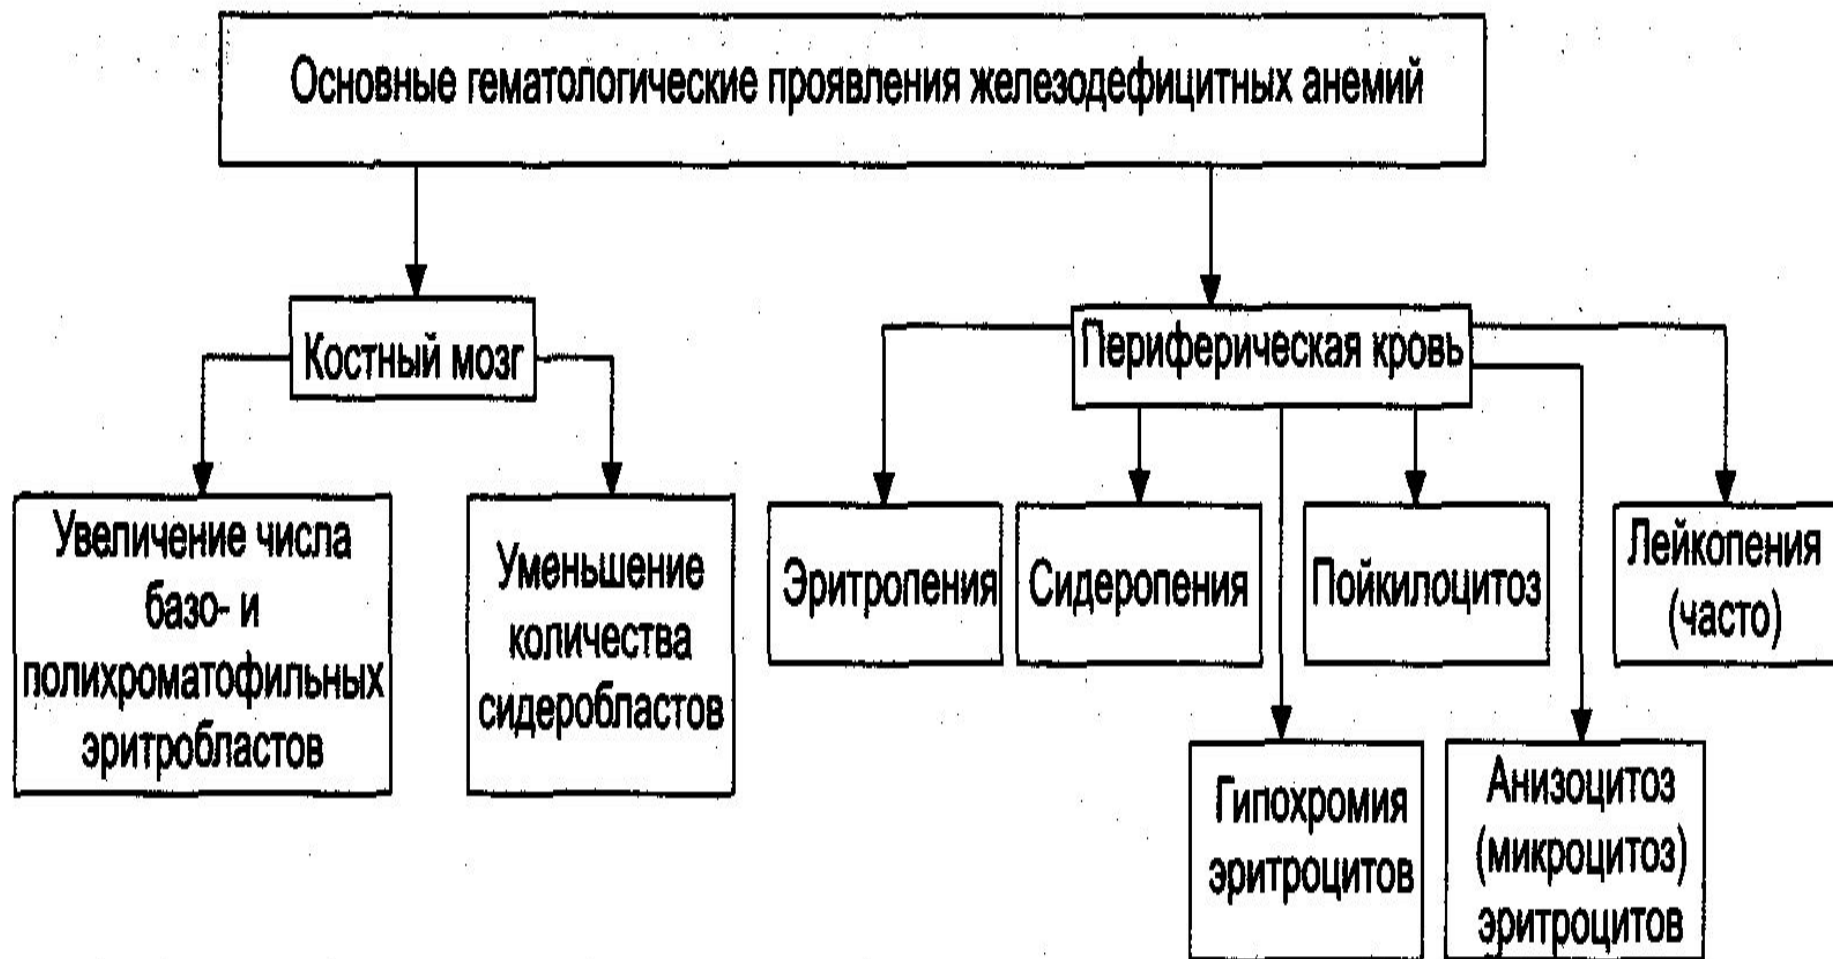 Основные гематологические проявления железодефицитных анемий
Костный мозг
Периферическая кровь
Увеличение числа
базо- и
полихроматофильных
эритробластов
Уменьшение
количества
сидеробластов
Эритропения
Сидеропения
Пойкилоцитоз
Лейкопения
(часто)
Гипохромия
эритроцитов
Анизоцитоз
(микроцитоз)
эритроцитов